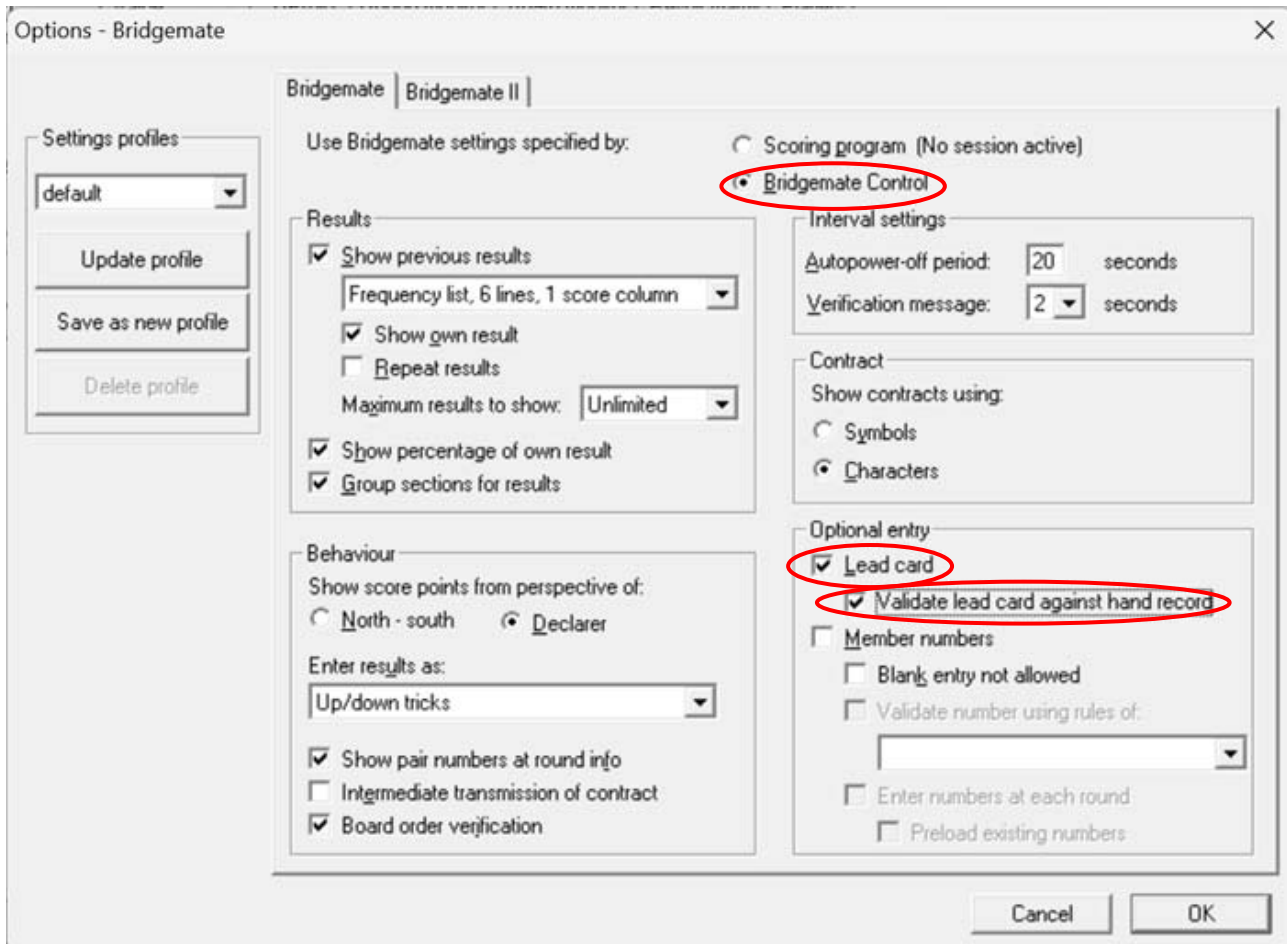 Options - Bridgemate
Bridgemate
Bridgemate II
Settings profiles
default
Update profile
Save as new profile
Delete profile
Use Bridgemate settings specified by:
Scoring program (No session active)
Bridgemate Control
Results
Show previous results
Frequency list, 6 lines, 1 score column
Show own result
Repeat results
Maximum results to show: Unlimited
Show percentage of own result
Group sections for results
Behaviour
Show score points from perspective of:
North - south Declarer
Enter results as:
Up/down tricks
Show pair numbers at round info
Intermediate transmission of contract
Board order verification
Interval settings
Autopower-off period: 20 seconds
Verification message: 2 seconds
Contract
Show contracts using:
Symbols
Characters
Optional entry
Lead card
Validate lead card against hand record
Member numbers
Blank entry not allowed
Validate number using rules of:
Enter numbers at each round
Preload existing numbers
Cancel OK